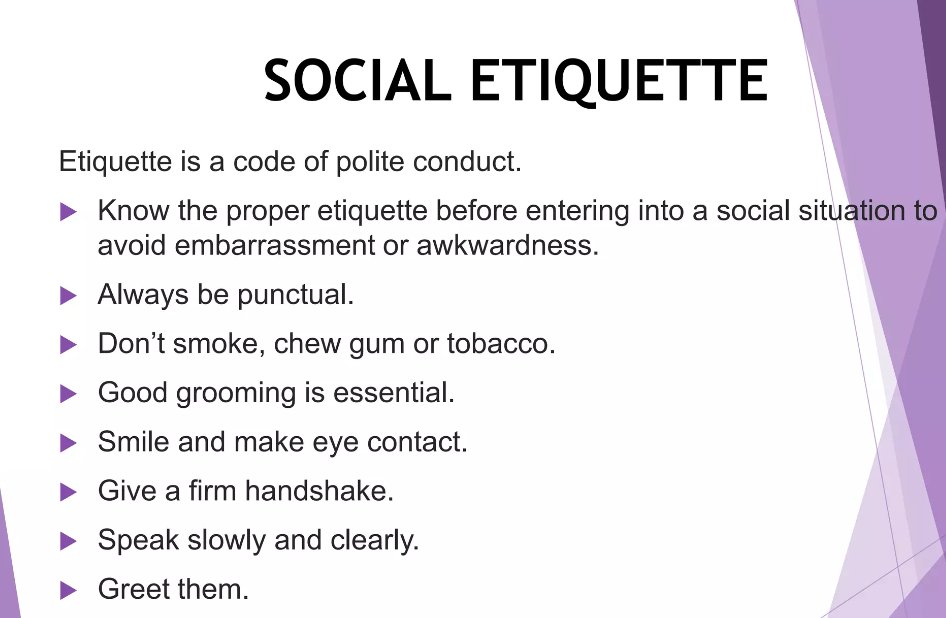 SOCIAL ETIQUETTE
Etiquette is a code of polite conduct.
Know the proper etiquette before entering into a social situation to
avoid embarrassment or awkwardness.
Always be punctual.
Don’t smoke, chew gum or tobacco.
Good grooming is essential.
Smile and make eye contact.
Give a firm handshake.
Speak slowly and clearly.
Greet them.